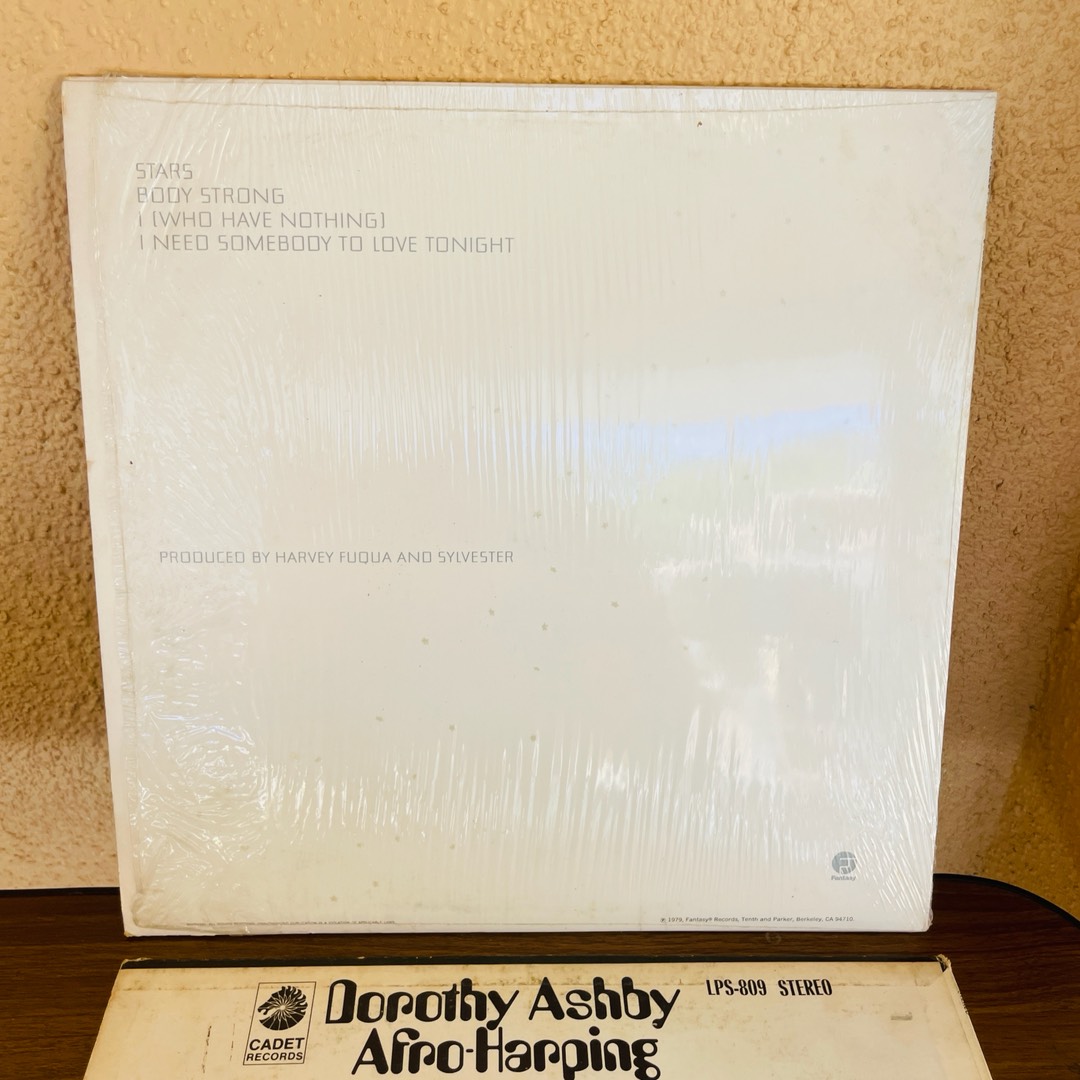 STARS
BODY STRONG
I (WHO HAVE NOTHING)
I NEED SOMEBODY TO LOVE TONIGHT
PRODUCED BY HARVEY FUQUA AND SYLVESTER
Fantasy
℗ 1979, Fantasy® Records, Tenth and Parker, Berkeley, CA 94710
CADET
RECORDS
Dorothy Ashby
Afro-Harping
LPS-809 STEREO